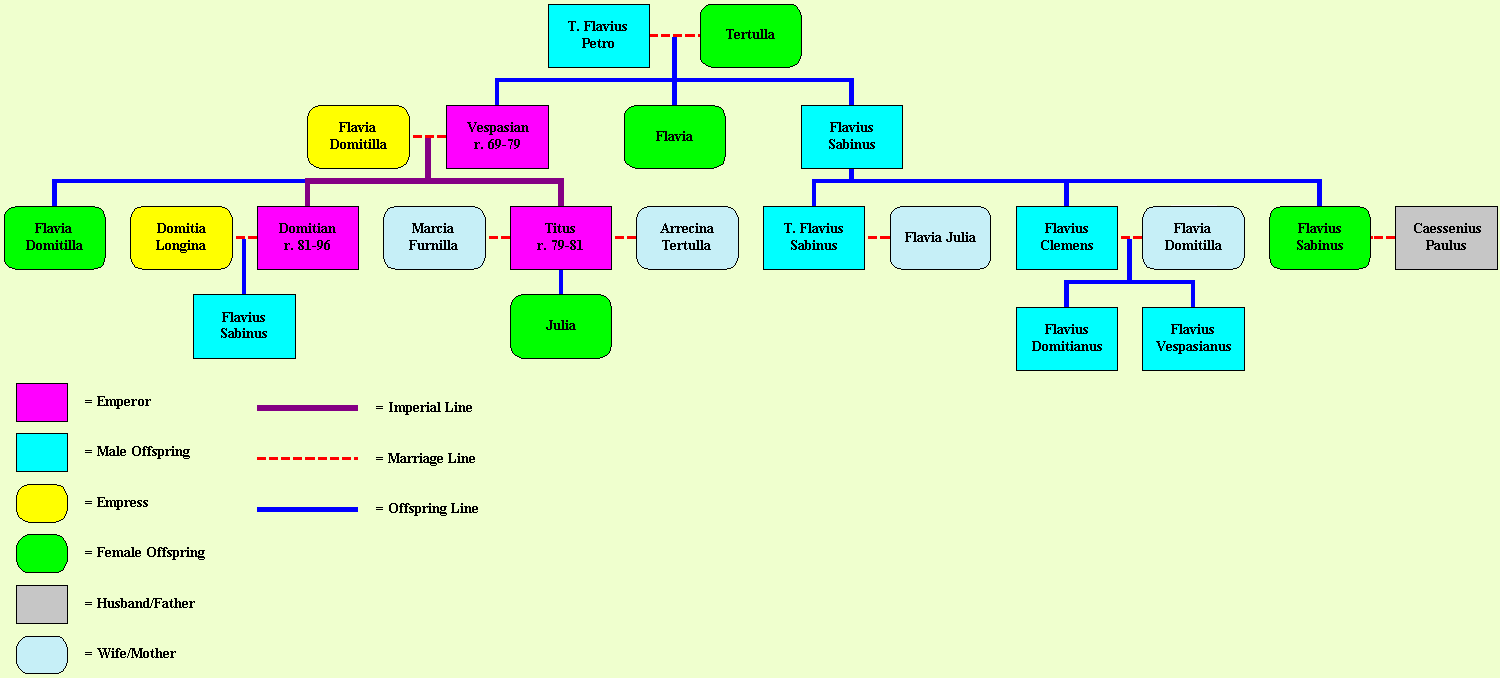 T. Flavius
Petro
Tertulla
Flavia
Domitilla
Vespasian
r. 69-79
Flavia
Flavius
Sabinus
Flavia
Domitilla
Domitia
Longina
Domitian
r. 81-96
Marcia
Furnilla
Titus
r. 79-81
Arrecina
Tertulla
T. Flavius
Sabinus
Flavia Julia
Flavius
Clemens
Flavia
Domitilla
Flavius
Sabinus
Caessenius
Paulus
Flavius
Sabinus
Julia
Flavius
Domitianus
Flavius
Vespasianus
= Emperor
= Male Offspring
= Empress
= Female Offspring
= Husband/Father
= Wife/Mother
= Imperial Line
= Marriage Line
= Offspring Line